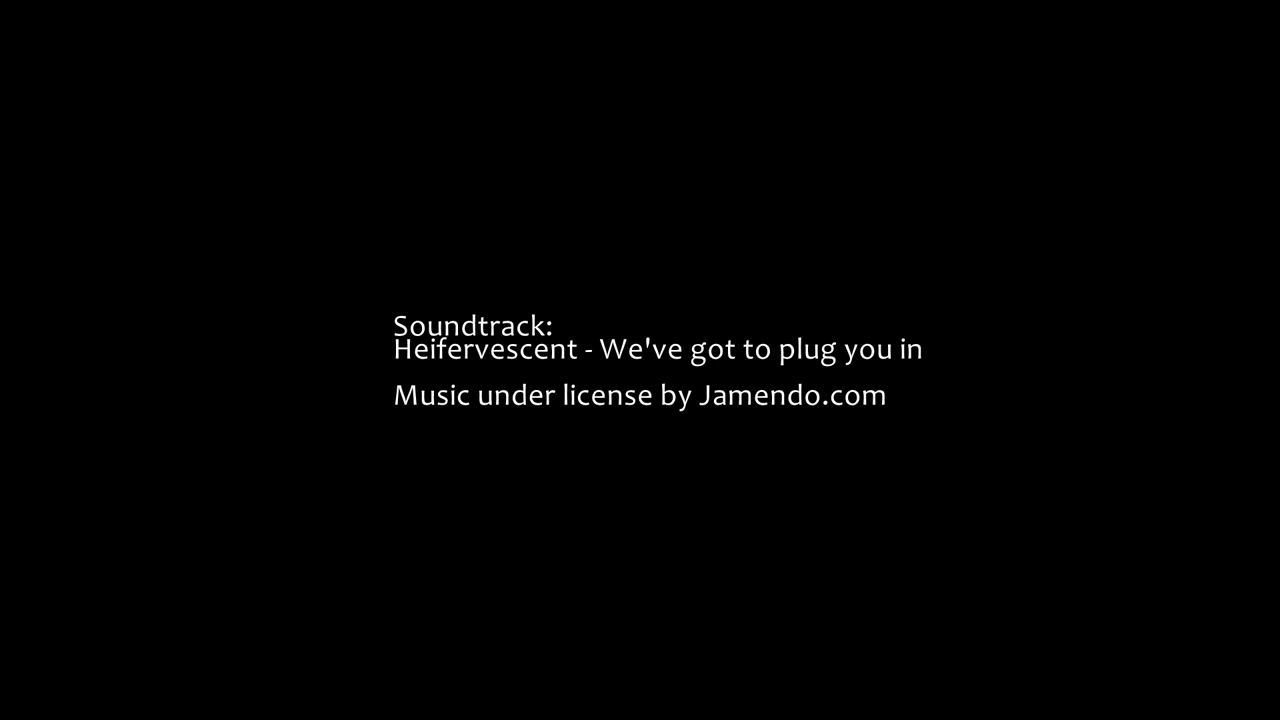 Soundtrack:
Heifervescent - We've got to plug you in
Music under license by Jamendo.com